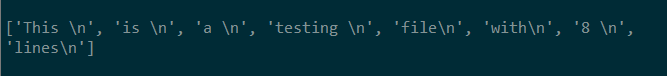 ['This \n', 'is \n', 'a \n', 'testing \n', 'file\n', 'with\n', '8 \n',
'lines\n']